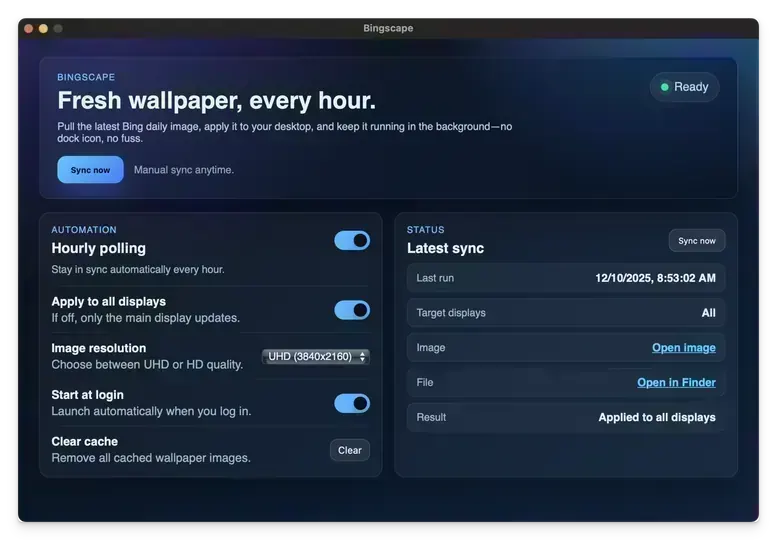 Bingscape
BINGSCAPE
Fresh wallpaper, every hour.
Ready
Pull the latest Bing daily image, apply it to your desktop, and keep it running in the background—no
dock icon, no fuss.
Sync now
Manual sync anytime.
AUTOMATION
Hourly polling
Stay in sync automatically every hour.
Apply to all displays
If off, only the main display updates.
Image resolution
Choose between UHD or HD quality.
UHD (3840x2160)
Start at login
Launch automatically when you log in.
Clear cache
Remove all cached wallpaper images.
Clear
STATUS
Latest sync
Sync now
Last run 12/10/2025, 8:53:02 AM
Target displays All
Image Open image
File Open in Finder
Result Applied to all displays